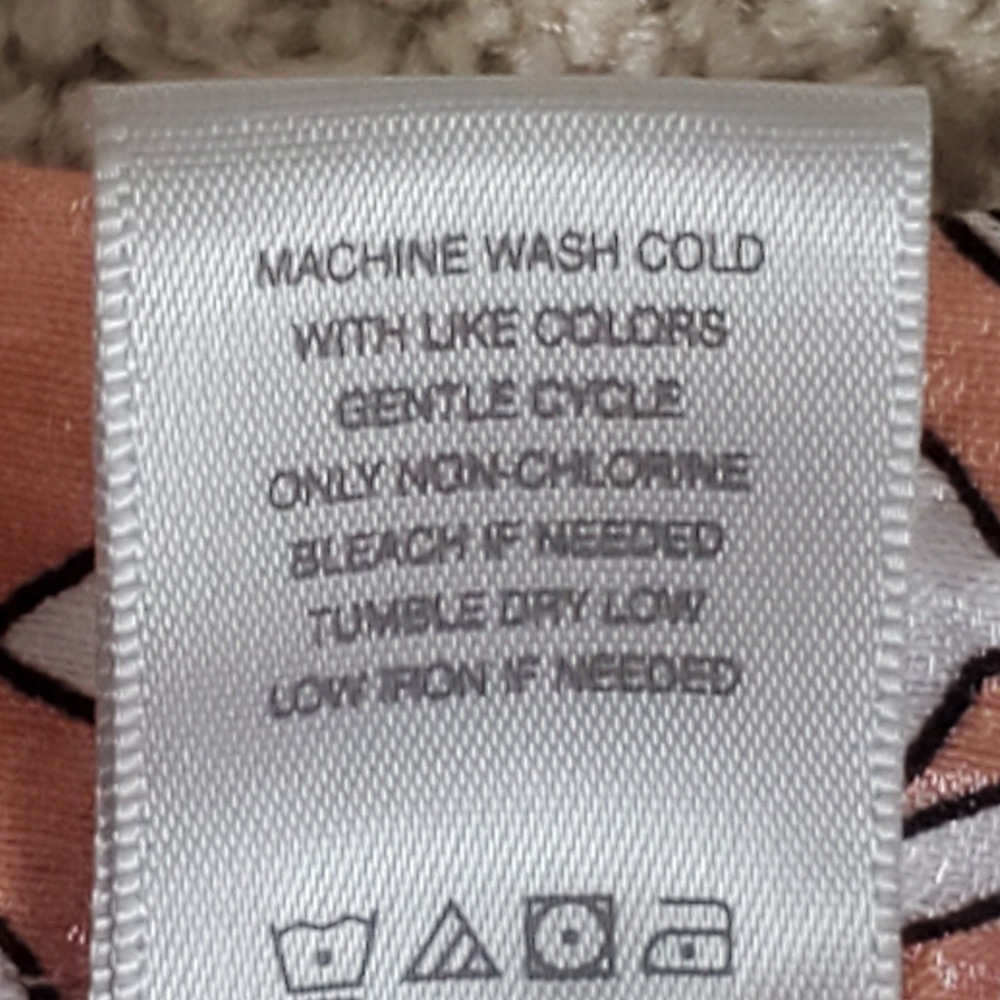 MACHINE WASH COLD
WITH LIKE COLORS
GENTLE CYCLE
ONLY NON-CHLORINE
BLEACH IF NEEDED
TUMBLE DRY LOW
LOW IRON IF NEEDED